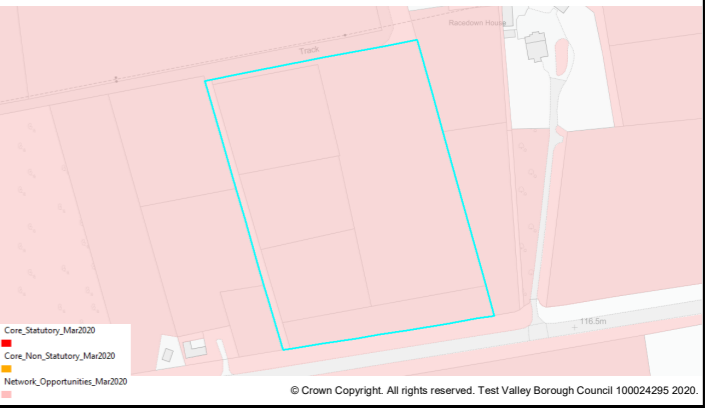 Racedown House
Track
116.5m
Core_Statutory_Mar2020
Core_Non_Statutory_Mar2020
Network_Opportunities_Mar2020
© Crown Copyright. All rights reserved. Test Valley Borough Council 100024295 2020.